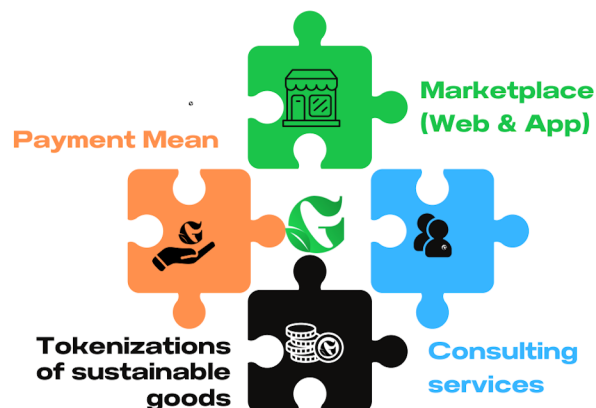 Marketplace
(Web & App)
Payment Mean
Tokenizations
of sustainable
goods
Consulting
services